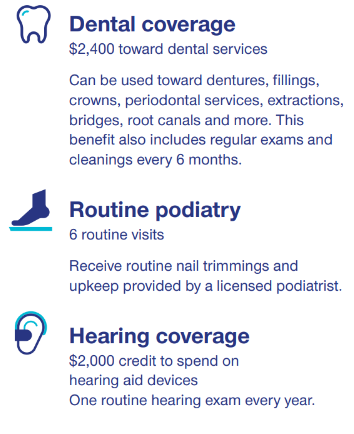 Dental coverage
$2,400 toward dental services
Can be used toward dentures, fillings,
crowns, periodontal services, extractions,
bridges, root canals and more. This
benefit also includes regular exams and
cleanings every 6 months.
Routine podiatry
6 routine visits
Receive routine nail trimmings and
upkeep provided by a licensed podiatrist.
Hearing coverage
$2,000 credit to spend on
hearing aid devices
One routine hearing exam every year.